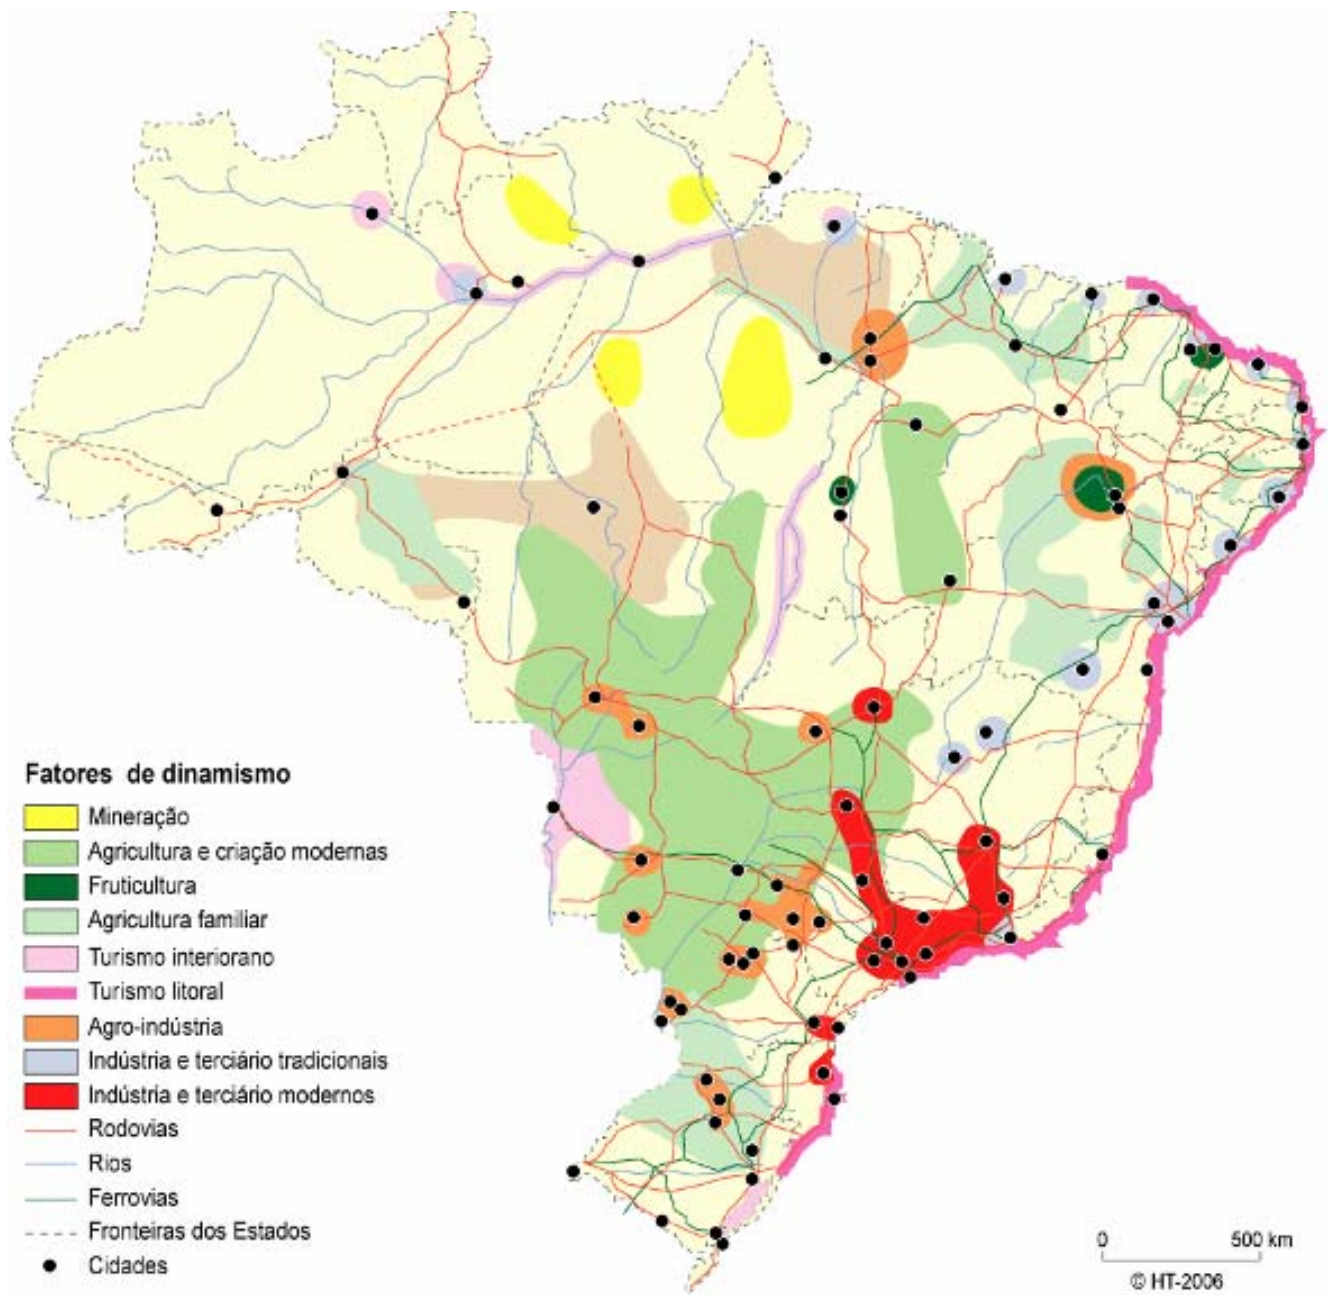 Fatores de dinamismo
Mineração
Agricultura e criação modernas
Fruticultura
Agricultura familiar
Turismo interiorano
Turismo litoral
Agro-indústria
Indústria e terciário tradicionais
Indústria e terciário modernos
Rodovias
Rios
Ferrovias
Fronteiras dos Estados
Cidades
0 500 km
© HT-2006